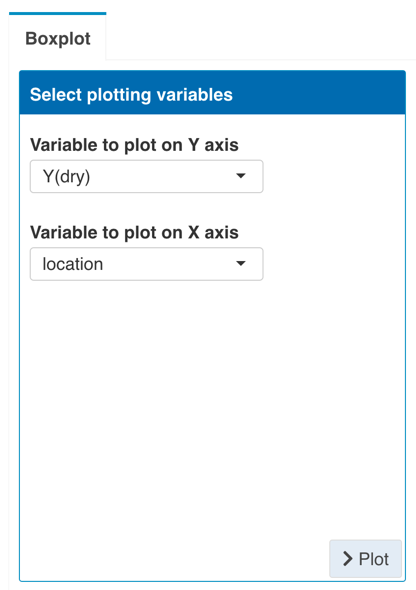 Boxplot
Select plotting variables
Variable to plot on Y axis
Y(dry)
Variable to plot on X axis
location
Plot